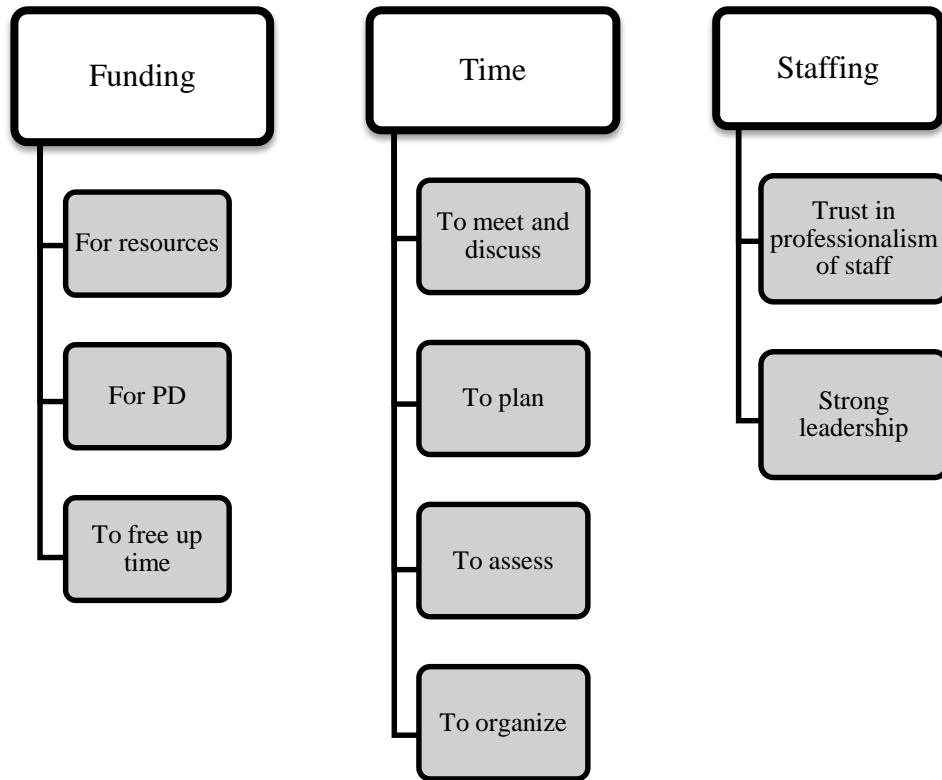 Funding
For resources
For PD
To free up
time
Time
To meet and
discuss
To plan
To assess
To organize
Staffing
Trust in
professionalism
of staff
Strong
leadership